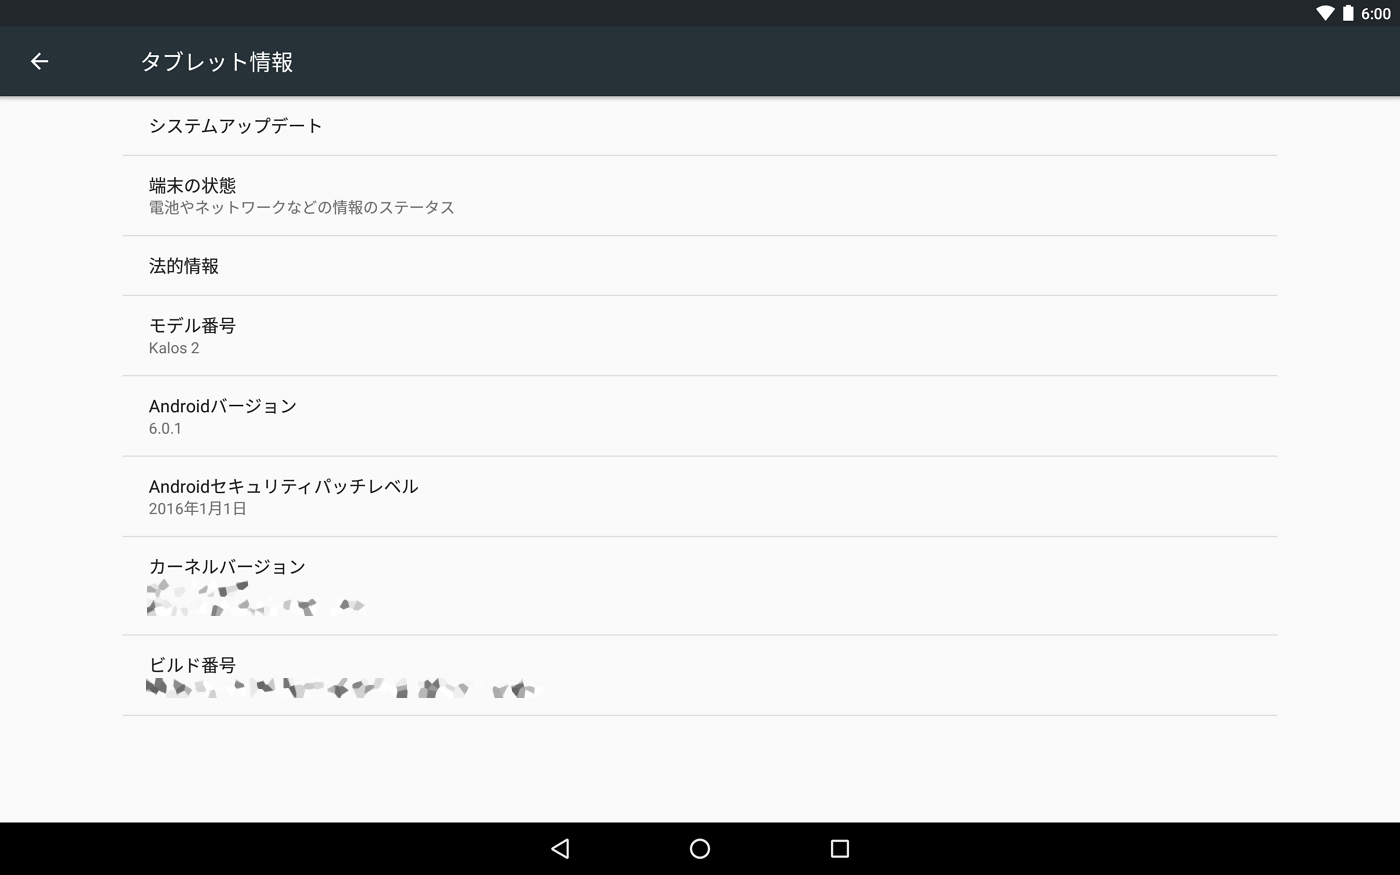 6:00
タブレット情報
システムアップデート
端末の状態
電池やネットワークなどの情報のステータス
法的情報
モデル番号
Kalos 2
Androidバージョン
6.0.1
Androidセキュリティパッチレベル
2016年1月1日
カーネルバージョン
ビルド番号